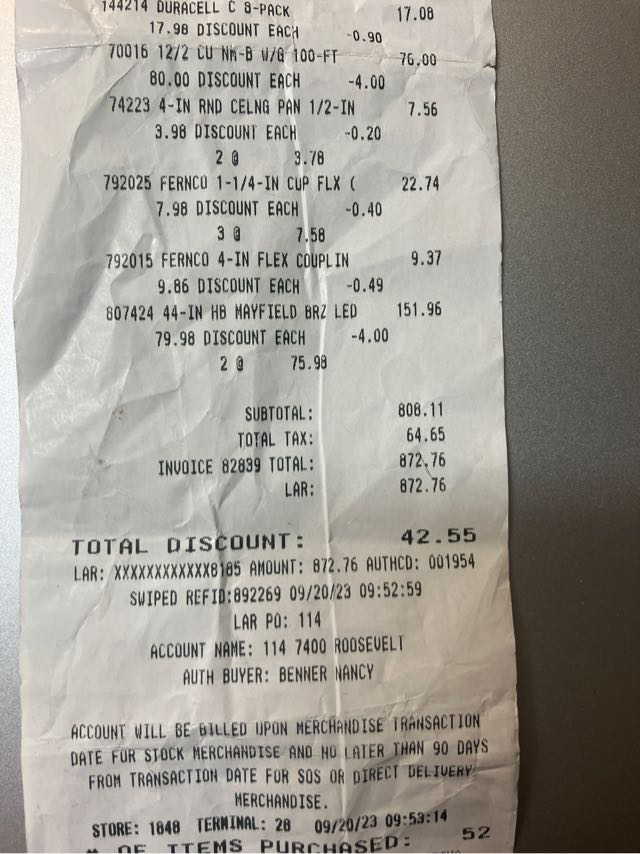 144214 DURACELL C 8-PACK 17.08
17.98 DISCOUNT EACH -0.90
70016 12/2 CU NM-B W/G 100-FT 76.00
80.00 DISCOUNT EACH -4.00
74223 4-IN RND CELNG PAN 1/2-IN 7.56
3.98 DISCOUNT EACH -0.20
2 @ 3.78
792025 FERNCO 1-1/4-IN CUP FLX ( 22.74
7.98 DISCOUNT EACH -0.40
3 @ 7.58
792015 FERNCO 4-IN FLEX COUPLIN 9.37
9.86 DISCOUNT EACH -0.49
807424 44-IN HB MAYFIELD BRZ LED 151.96
79.98 DISCOUNT EACH -4.00
2 @ 75.98
SUBTOTAL: 808.11
TOTAL TAX: 64.65
INVOICE 82839 TOTAL: 872.76
LAR: 872.76
TOTAL DISCOUNT: 42.55
LAR: XXXXXXXXXXXX8185 AMOUNT: 872.76 AUTHCD: 001954
SWIPED REFID:892269 09/20/23 09:52:59
LAR PO: 114
ACCOUNT NAME: 114 7400 ROOSEVELT
AUTH BUYER: BENNER NANCY
ACCOUNT WILL BE BILLED UPON MERCHANDISE TRANSACTION
DATE FOR STOCK MERCHANDISE AND NO LATER THAN 90 DAYS
FROM TRANSACTION DATE FOR SOS OR DIRECT DELIVERY
MERCHANDISE.
STORE: 1848 TERMINAL: 28 09/20/23 09:53:14
# OF ITEMS PURCHASED: 52